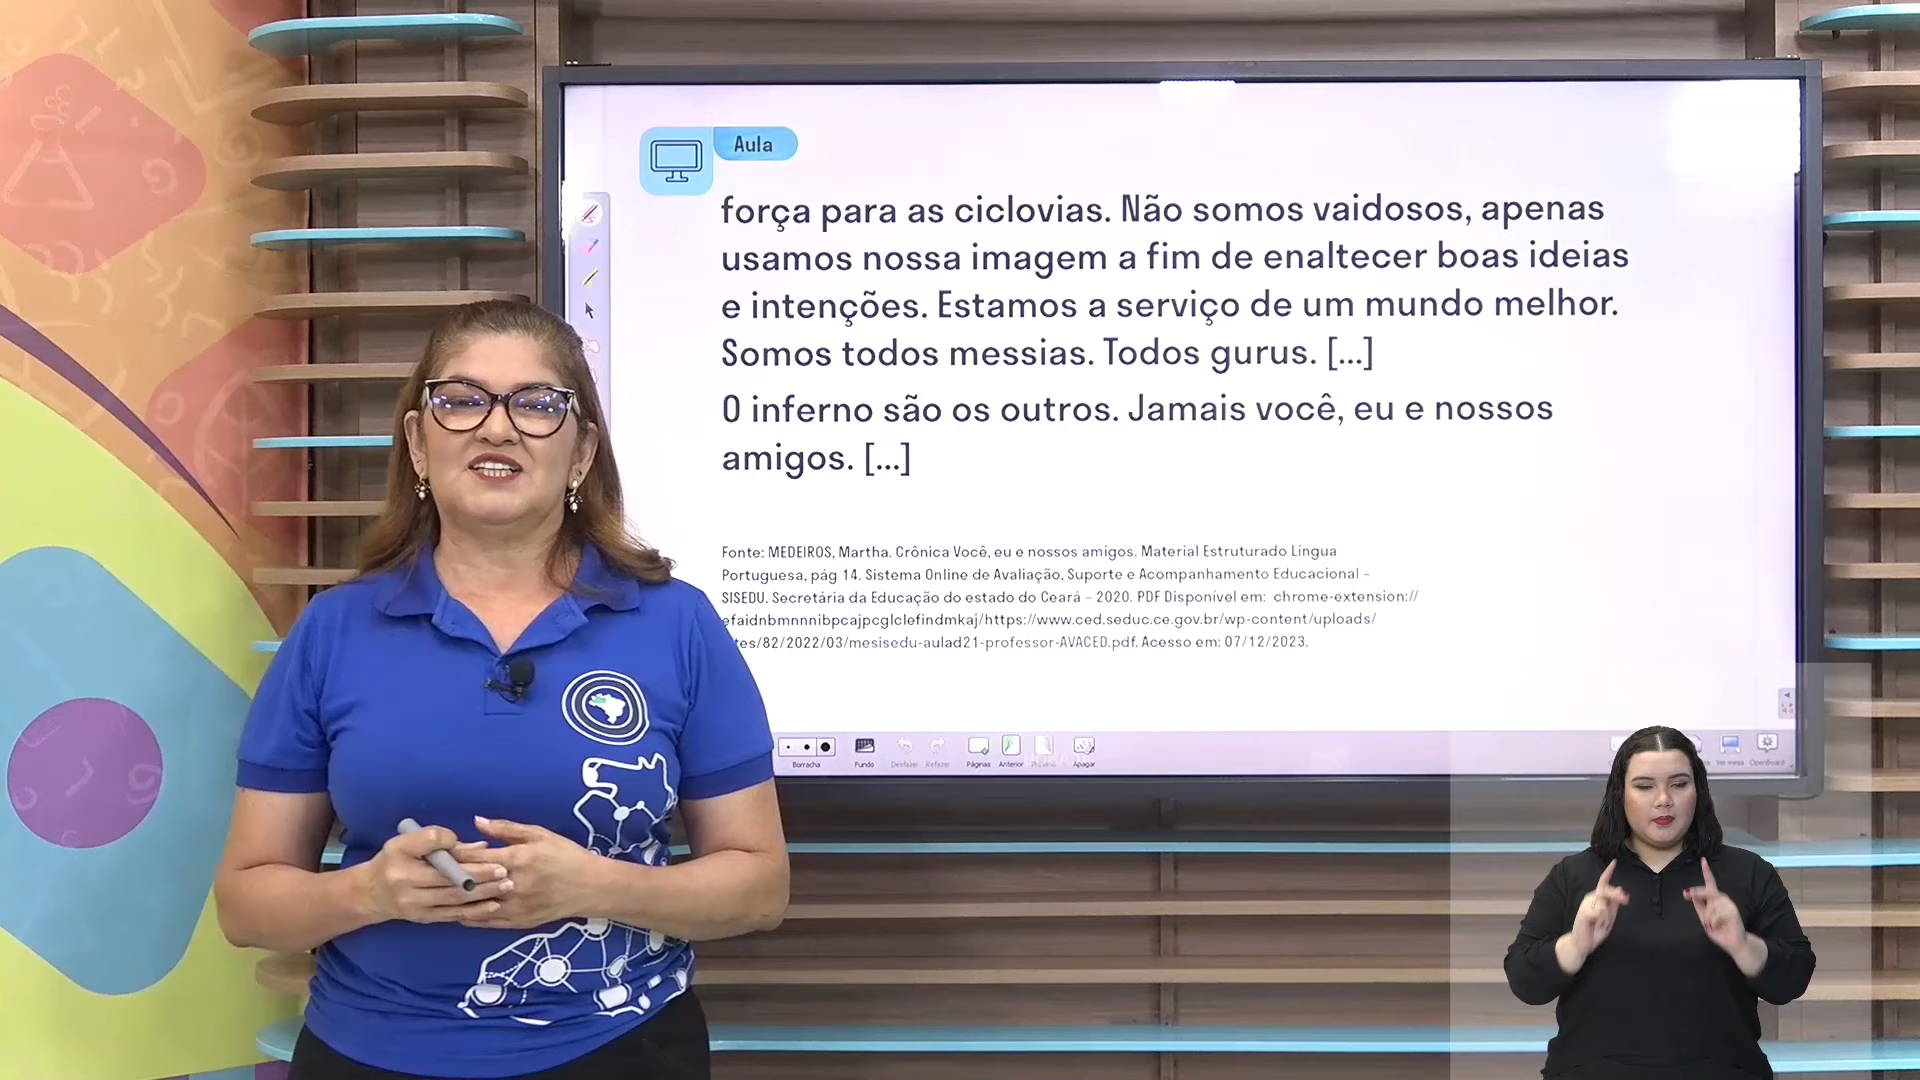 Aula
força para as ciclovias. Não somos vaidosos, apenas
usamos nossa imagem a fim de enaltecer boas ideias
e intenções. Estamos a serviço de um mundo melhor.
Somos todos messias. Todos gurus. [...]
O inferno são os outros. Jamais você, eu e nossos
amigos. [...]
Fonte: MEDEIROS, Martha. Crônica Você, eu e nossos amigos. Material Estruturado Língua
Portuguesa, pág 14. Sistema Online de Avaliação, Suporte e Acompanhamento Educacional –
SISEDU. Secretária da Educação do estado do Ceará – 2020. PDF Disponível em: chrome-extension://
efaidnbmnnnibpcajpcglclefindmkaj/https://www.ced.seduc.ce.gov.br/wp-content/uploads/
tes/82/2022/03/mesisedu-aulad21-professor-AVACED.pdf. Acesso em: 07/12/2023.
Borracha Fundo Desfazer Refazer Páginas Anterior Apagar Ver mesa OpenBoard